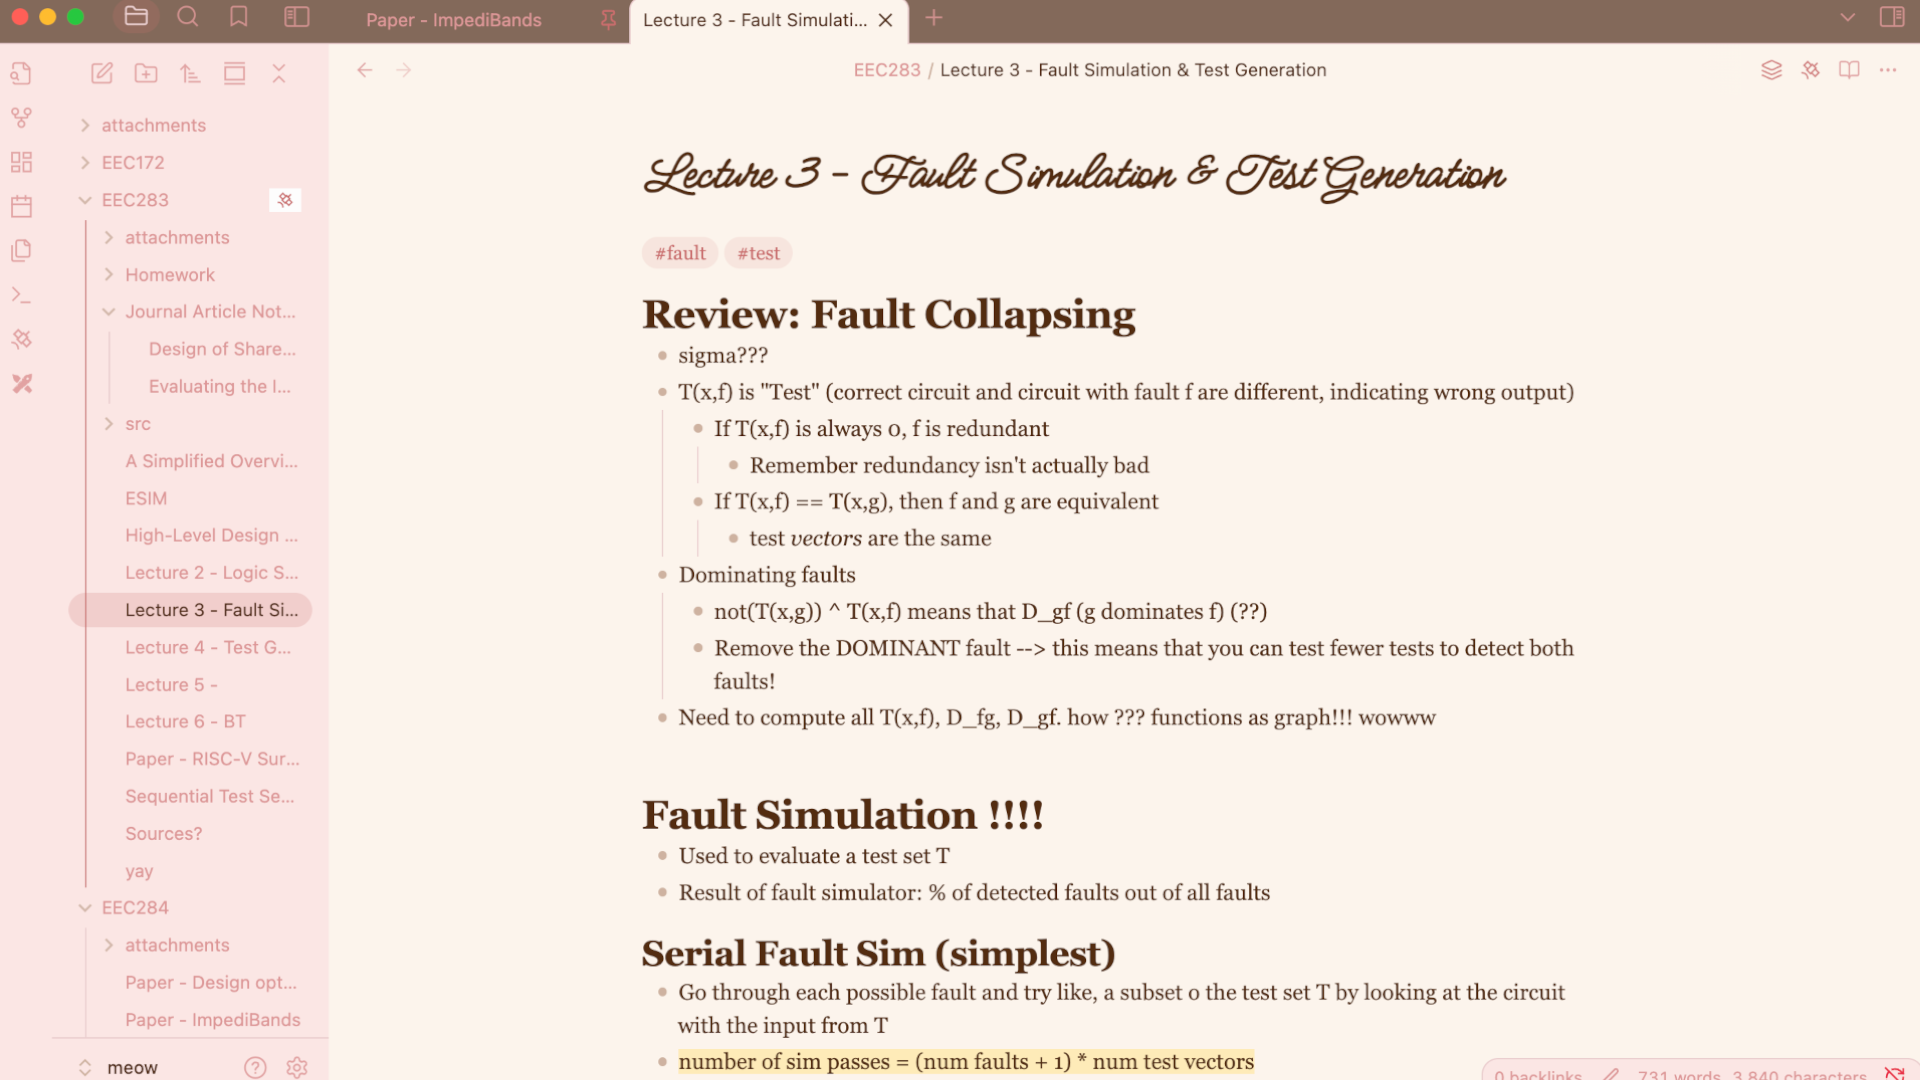 Paper - ImpediBands
Lecture 3 - Fault Simulati...
EEC283 / Lecture 3 - Fault Simulation & Test Generation
attachments
EEC172
EEC283
attachments
Homework
Journal Article Not...
Design of Share...
Evaluating the I...
src
A Simplified Overvi...
ESIM
High-Level Design ...
Lecture 2 - Logic S...
Lecture 3 - Fault Si...
Lecture 4 - Test G...
Lecture 5 -
Lecture 6 - BT
Paper - RISC-V Sur...
Sequential Test Se...
Sources?
yay
EEC284
attachments
Paper - Design opt...
Paper - ImpediBands
meow
Lecture 3 - Fault Simulation & Test Generation
#fault #test
Review: Fault Collapsing
sigma???
T(x,f) is "Test" (correct circuit and circuit with fault f are different, indicating wrong output)
If T(x,f) is always 0, f is redundant
Remember redundancy isn't actually bad
If T(x,f) == T(x,g), then f and g are equivalent
test vectors are the same
Dominating faults
not(T(x,g)) ^ T(x,f) means that D_gf (g dominates f) (??)
Remove the DOMINANT fault --> this means that you can test fewer tests to detect both
faults!
Need to compute all T(x,f), D_fg, D_gf. how ??? functions as graph!!! wowww
Fault Simulation !!!!
Used to evaluate a test set T
Result of fault simulator: % of detected faults out of all faults
Serial Fault Sim (simplest)
Go through each possible fault and try like, a subset o the test set T by looking at the circuit
with the input from T
number of sim passes = (num faults + 1) * num test vectors
0 backlinks 731 words 3,840 characters